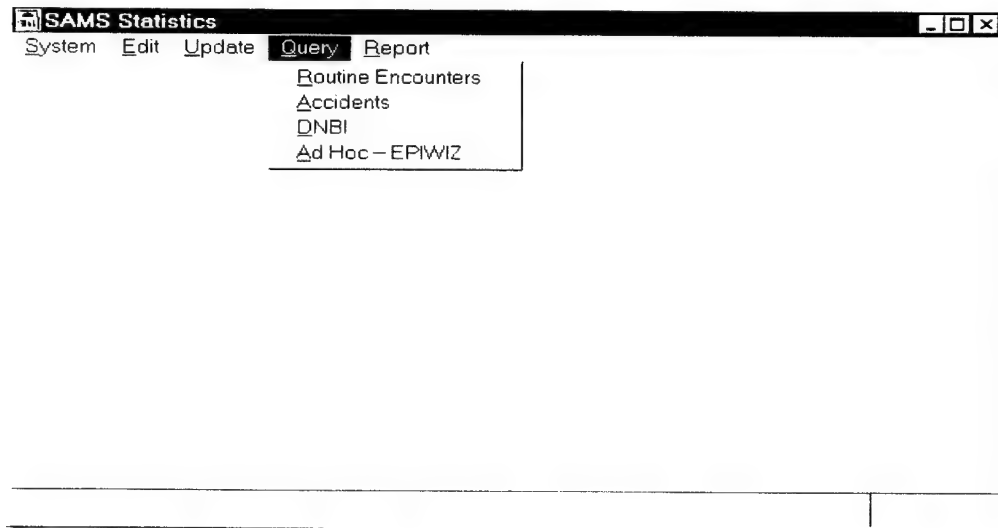 SAMS Statistics
System Edit Update Query Report
Routine Encounters
Accidents
DNBI
Ad Hoc – EPIWIZ